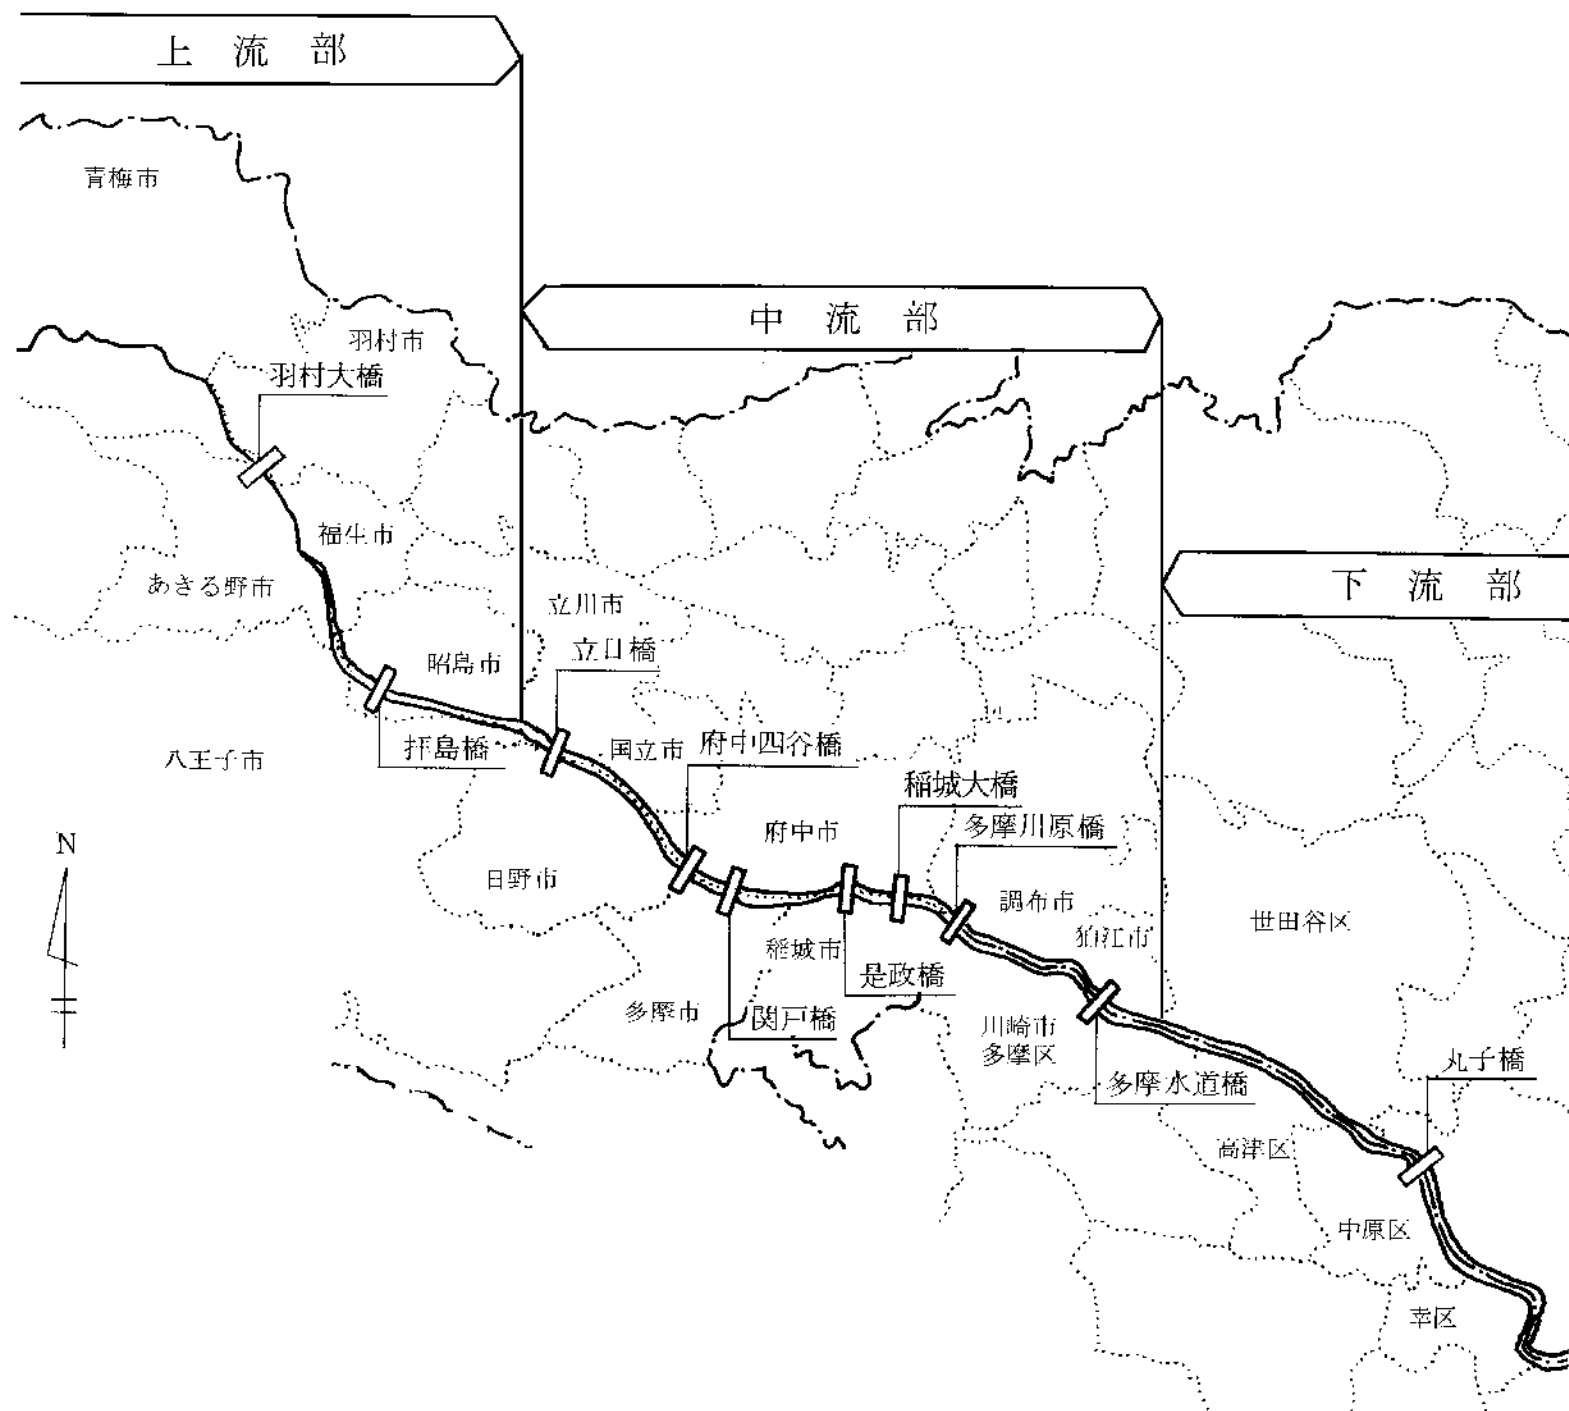 上流部
青梅市
中流部
羽村市
羽村大橋
福生市
あきる野市
下流部
立川市
立日橋
昭島市
拝島橋
八王子市
国立市
府中四谷橋
稲城大橋
多摩川原橋
府中市
N
日野市
調布市
狛江市
世田谷区
稲城市
是政橋
多摩市
関戸橋
川崎市
多摩区
多摩水道橋
丸子橋
高津区
中原区
幸区